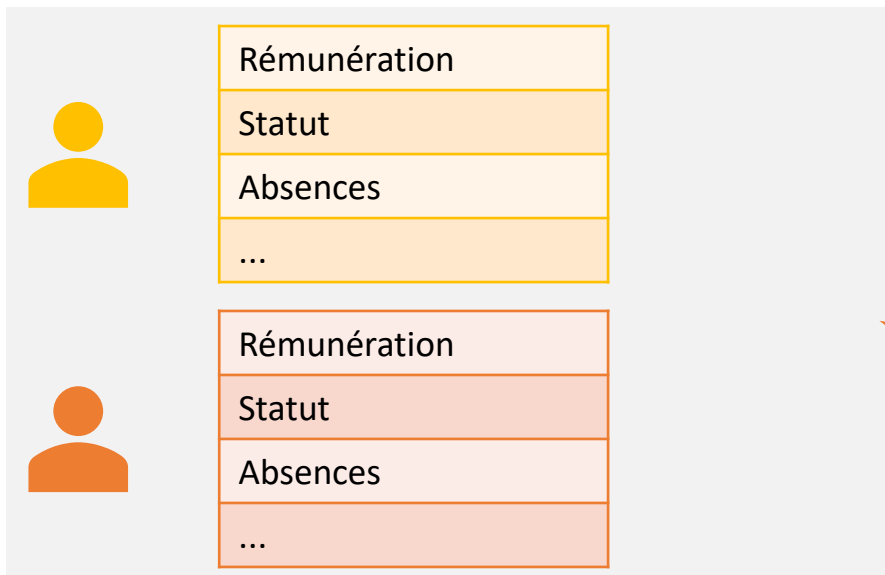 Rémunération
Statut
Absences
...
Rémunération
Statut
Absences
...